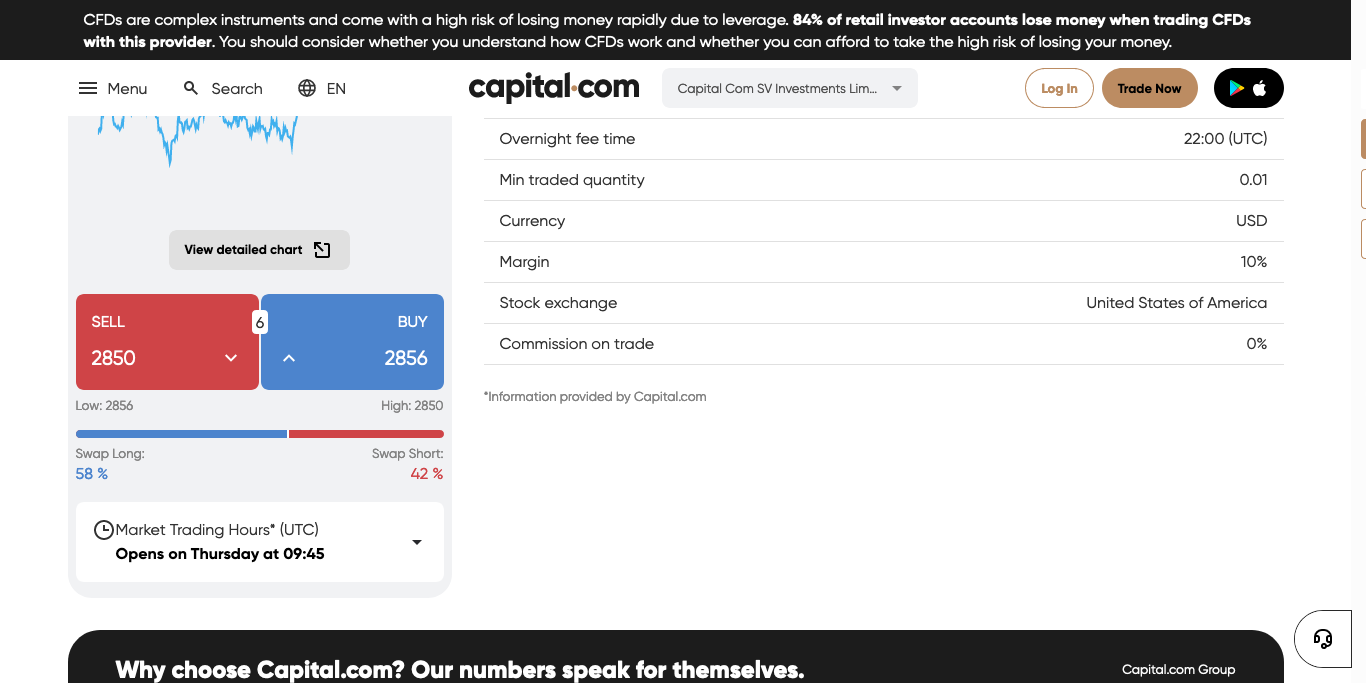 CFDs are complex instruments and come with a high risk of losing money rapidly due to leverage. 84% of retail investor accounts lose money when trading CFDs
with this provider. You should consider whether you understand how CFDs work and whether you can afford to take the high risk of losing your money.
Menu Search EN capital.com Capital Com SV Investments Lim... Log In Trade Now
View detailed chart
SELL 6 BUY
2850 2856
Low: 2856 High: 2850
Swap Long: Swap Short:
58 % 42 %
Market Trading Hours* (UTC)
Opens on Thursday at 09:45
Overnight fee time 22:00 (UTC)
Min traded quantity 0.01
Currency USD
Margin 10%
Stock exchange United States of America
Commission on trade 0%
*Information provided by Capital.com
Why choose Capital.com? Our numbers speak for themselves. Capital.com Group